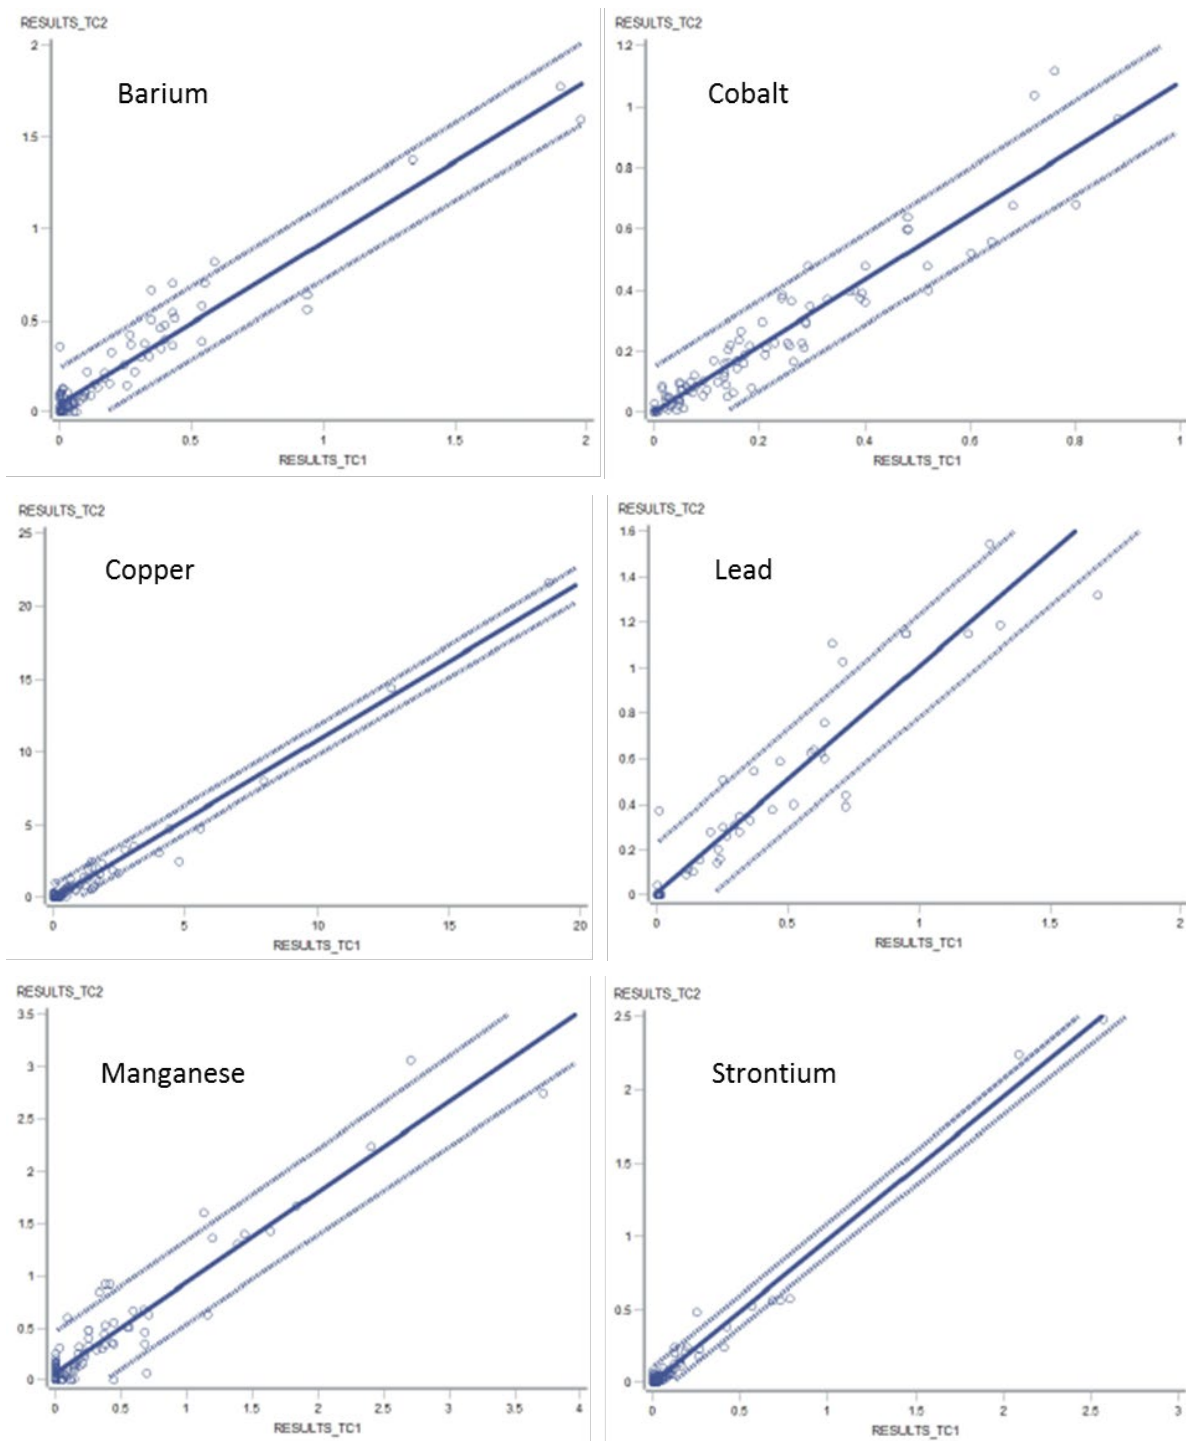 RESULTS_TC2
Barium
2
1.5
1
0.5
0
0 0.5 1 1.5 2
RESULTS_TC1
RESULTS_TC2
Cobalt
1.2
1
0.8
0.6
0.4
0.2
0
0 0.2 0.4 0.6 0.8 1
RESULTS_TC1
RESULTS_TC2
25
Copper
20
15
10
5
0
0 5 10 15 20
RESULTS_TC1
RESULTS_TC2
1.6
Lead
1.4
1.2
1
0.8
0.6
0.4
0.2
0
0 0.5 1 1.5 2
RESULTS_TC1
RESULTS_TC2
3.5
Manganese
3
2.5
2
1.5
1
0.5
0
0 0.5 1 1.5 2 2.5 3 3.5 4
RESULTS_TC1
RESULTS_TC2
2.5
Strontium
2
1.5
1
0.5
0
0 0.5 1 1.5 2 2.5 3
RESULTS_TC1